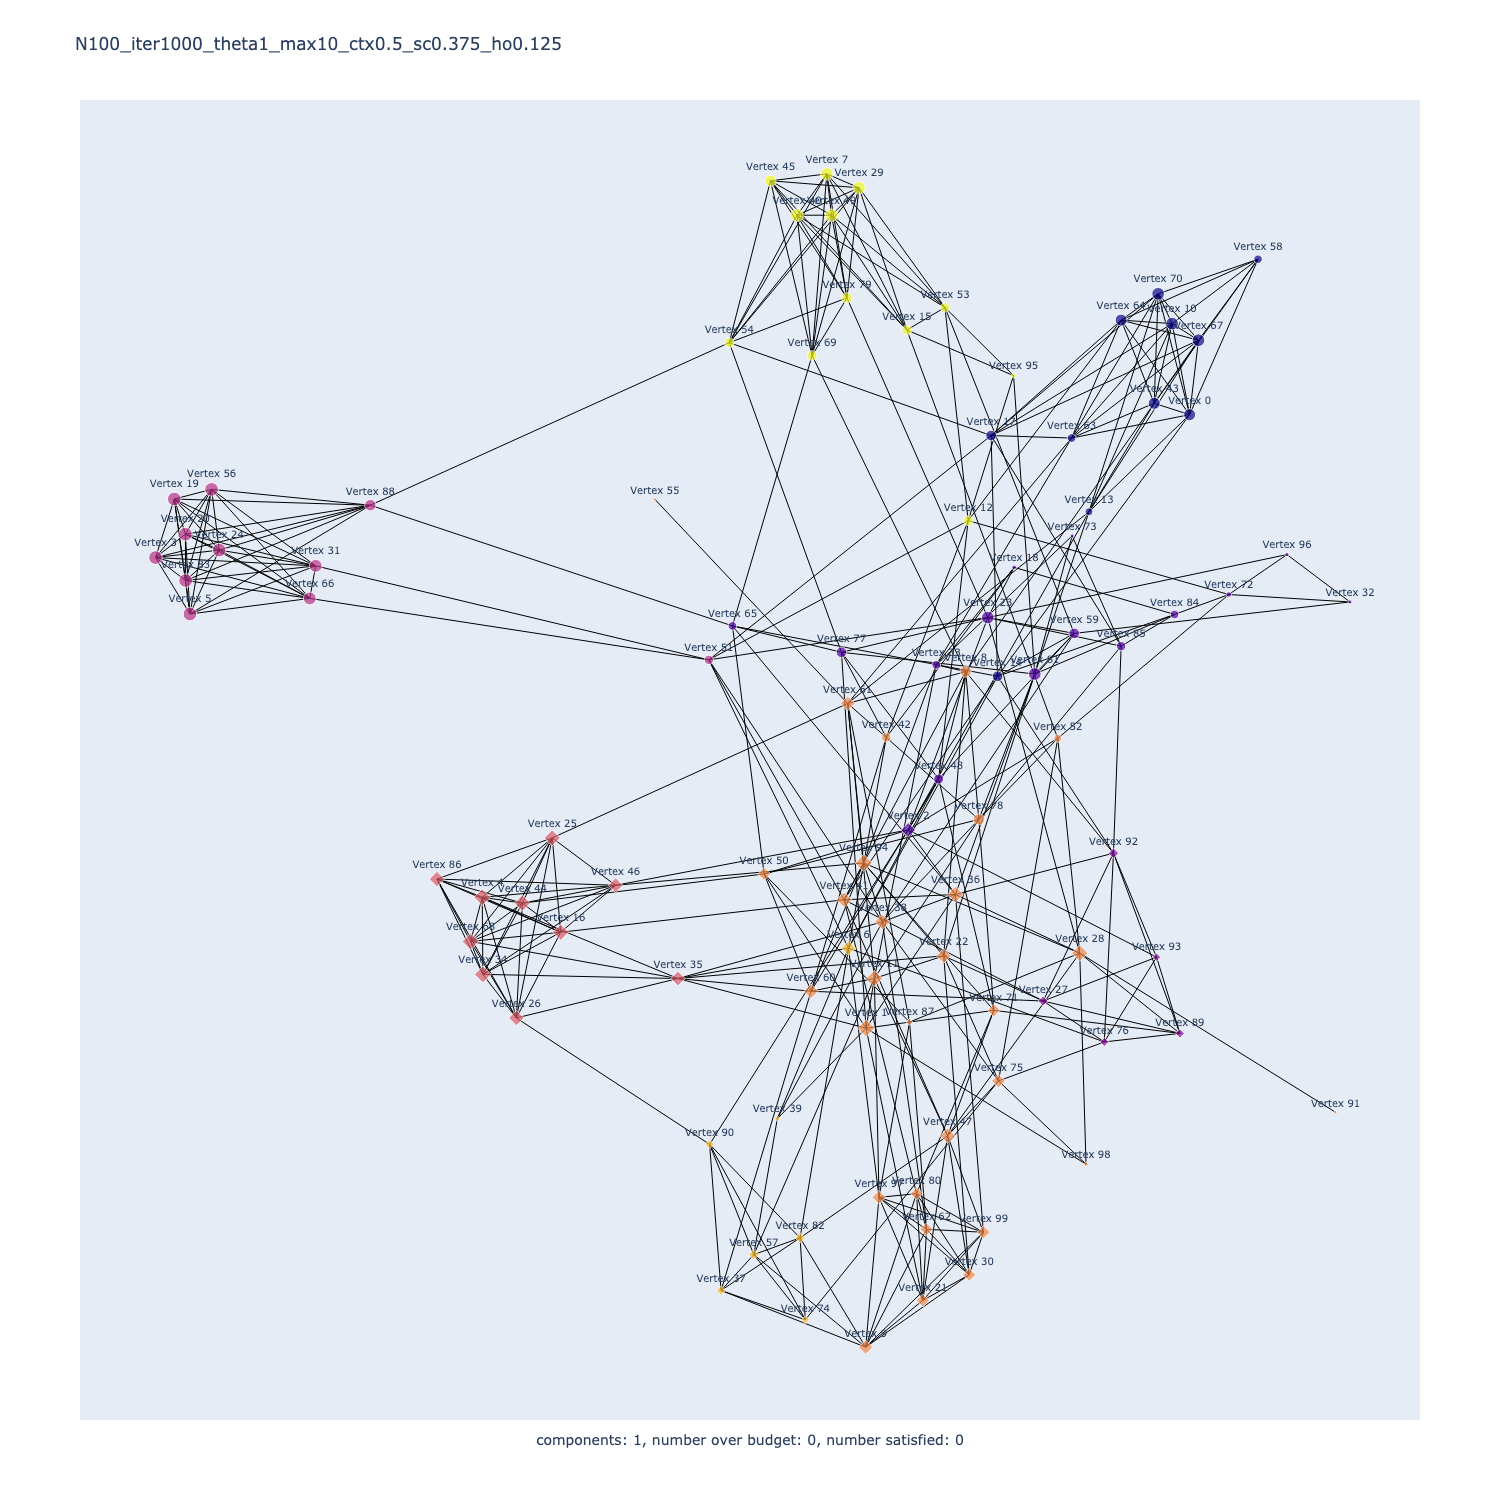 N100_iter1000_theta1_max10_ctx0.5_sc0.375_ho0.125
Vertex 7
Vertex 45
Vertex 29
Vertex 58
Vertex 70
Vertex 79
Vertex 53
Vertex 64
Vertex 10
Vertex 15
Vertex 67
Vertex 54
Vertex 69
Vertex 95
Vertex 43
Vertex 0
Vertex 17
Vertex 63
Vertex 56
Vertex 19
Vertex 88
Vertex 55
Vertex 13
Vertex 12
Vertex 20
Vertex 73
Vertex 24
Vertex 3
Vertex 31
Vertex 96
Vertex 18
Vertex 66
Vertex 72
Vertex 32
Vertex 5
Vertex 23
Vertex 84
Vertex 65
Vertex 59
Vertex 85
Vertex 77
Vertex 51
Vertex 8
Vertex 61
Vertex 42
Vertex 52
Vertex 48
Vertex 78
Vertex 2
Vertex 25
Vertex 92
Vertex 94
Vertex 50
Vertex 86
Vertex 46
Vertex 36
Vertex 4
Vertex 44
Vertex 41
Vertex 38
Vertex 16
Vertex 68
Vertex 6
Vertex 22
Vertex 28
Vertex 93
Vertex 34
Vertex 35
Vertex 11
Vertex 60
Vertex 27
Vertex 71
Vertex 26
Vertex 1
Vertex 87
Vertex 89
Vertex 76
Vertex 75
Vertex 39
Vertex 91
Vertex 47
Vertex 90
Vertex 98
Vertex 97
Vertex 80
Vertex 62
Vertex 99
Vertex 82
Vertex 57
Vertex 30
Vertex 37
Vertex 21
Vertex 74
Vertex 9
components: 1, number over budget: 0, number satisfied: 0